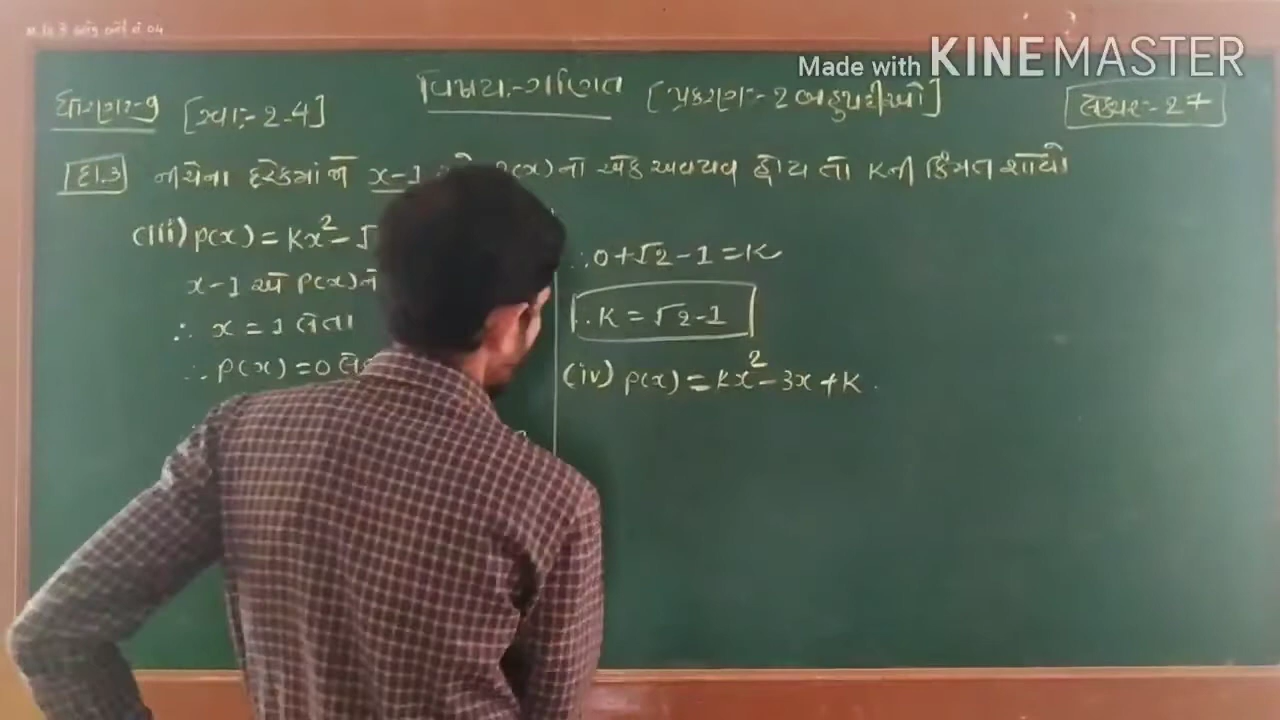 Made with KINEMASTER
ધોરણ:-9 [સ્વા:-2.4] વિષય:-ગણિત [પ્રકરણ:-2 બહુપદીઓ] લેક્ચર:-27
દા.3 નીચેના દરેકમાં જો x-1 P(x)નો એક અવયવ હોય તો Kની કિંમત શોધો
(iii) p(x) = Kx² - √
x-1 એ P(x)નો
∴ x = 1 લેતા
∴ P(x) = 0
∴ 0+√2-1 = K
∴ K = √2-1
(iv) p(x) = Kx² - 3x + K